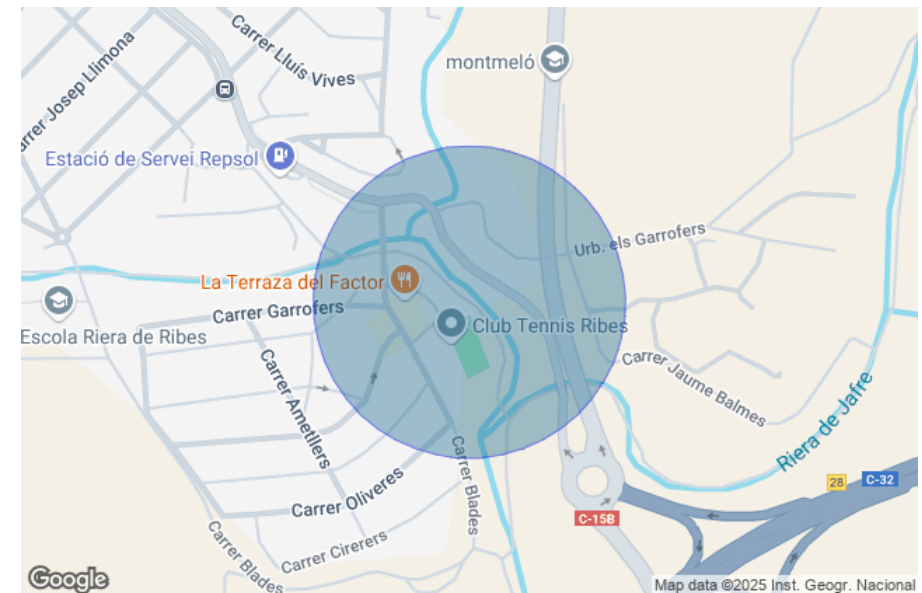 Carrer Lluís Vives
montmeló
Carrer Josep Llimona
Estació de Servei Repsol
Urb. els Garrofers
La Terraza del Factor
Carrer Garrofers
Club Tennis Ribes
Escola Riera de Ribes
Carrer Jaume Balmes
Carrer Ametllers
Riera de Jafre
Carrer Blades
Carrer Oliveres
28
C-32
C-15B
Carrer Cirerers
Carrer Blades
Google
Map data ©2025 Inst. Geogr. Nacional